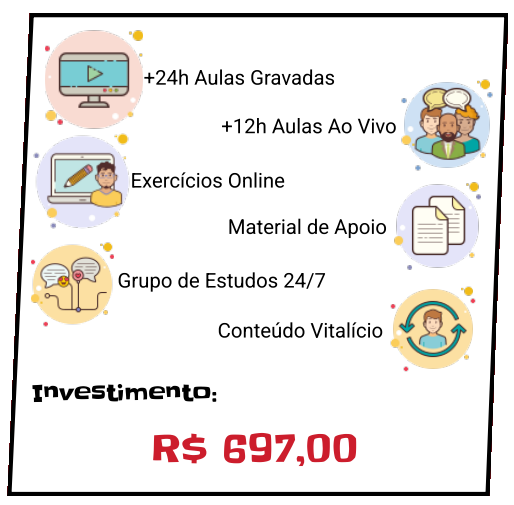 +24h Aulas Gravadas
+12h Aulas Ao Vivo
Exercícios Online
Material de Apoio
Grupo de Estudos 24/7
Conteúdo Vitalício
Investimento:
R$ 697,00